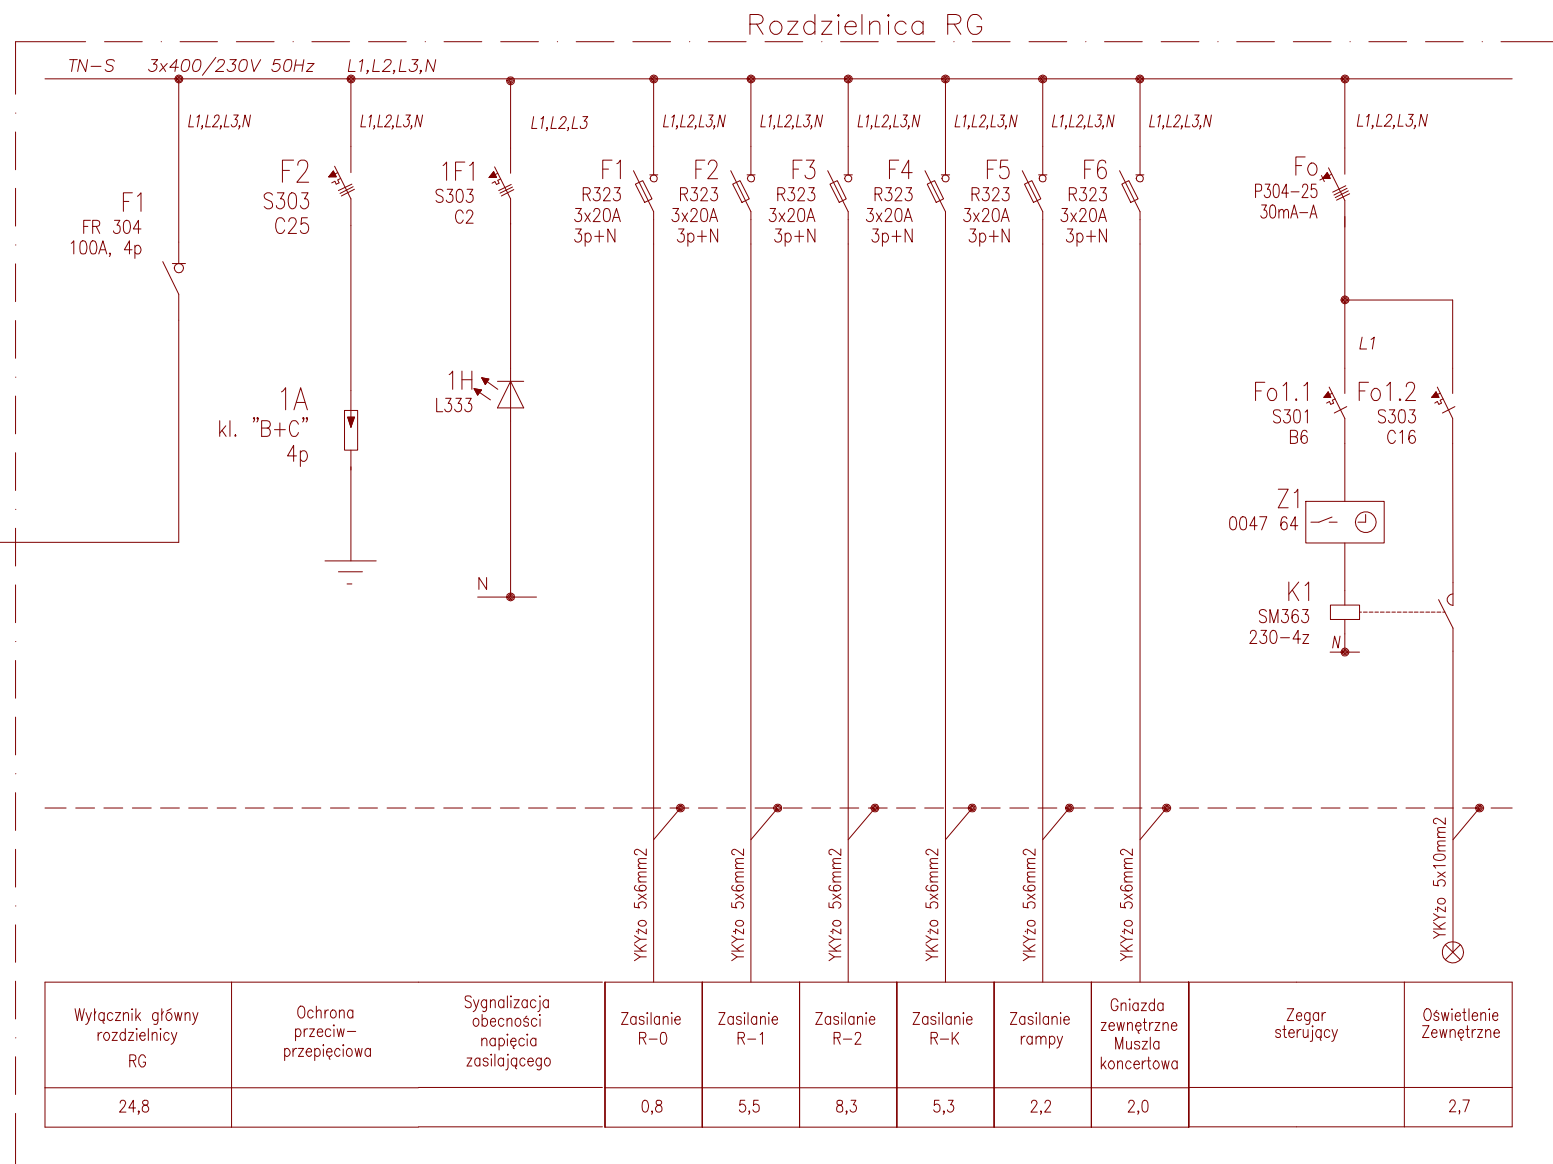 Rozdzielnica RG
TN-S 3x400/230V 50Hz L1,L2,L3,N
L1,L2,L3,N
L1,L2,L3,N
L1,L2,L3
L1,L2,L3,N
L1,L2,L3,N
L1,L2,L3,N
L1,L2,L3,N
L1,L2,L3,N
L1,L2,L3,N
L1,L2,L3,N
F1
FR 304
100A, 4p
F2
S303
C25
1F1
S303
C2
F1
R323
3x20A
3p+N
F2
R323
3x20A
3p+N
F3
R323
3x20A
3p+N
F4
R323
3x20A
3p+N
F5
R323
3x20A
3p+N
F6
R323
3x20A
3p+N
Fo
P304-25
30mA-A
L1
1A
kl. "B+C"
4p
1H
L333
N
Fo1.1
S301
B6
Fo1.2
S303
C16
Z1
0047 64
K1
SM363
230-4z
N
YKYżo 5x6mm2
YKYżo 5x6mm2
YKYżo 5x6mm2
YKYżo 5x6mm2
YKYżo 5x6mm2
YKYżo 5x6mm2
YKYżo 5x10mm2
Wyłącznik główny
rozdzielnicy
RG
Ochrona
przeciw-
przepięciowa
Sygnalizacja
obecności
napięcia
zasilającego
Zasilanie
R-0
Zasilanie
R-1
Zasilanie
R-2
Zasilanie
R-K
Zasilanie
rampy
Gniazda
zewnętrzne
Muszla
koncertowa
Zegar
sterujący
Oświetlenie
Zewnętrzne
24,8
0,8
5,5
8,3
5,3
2,2
2,0
2,7